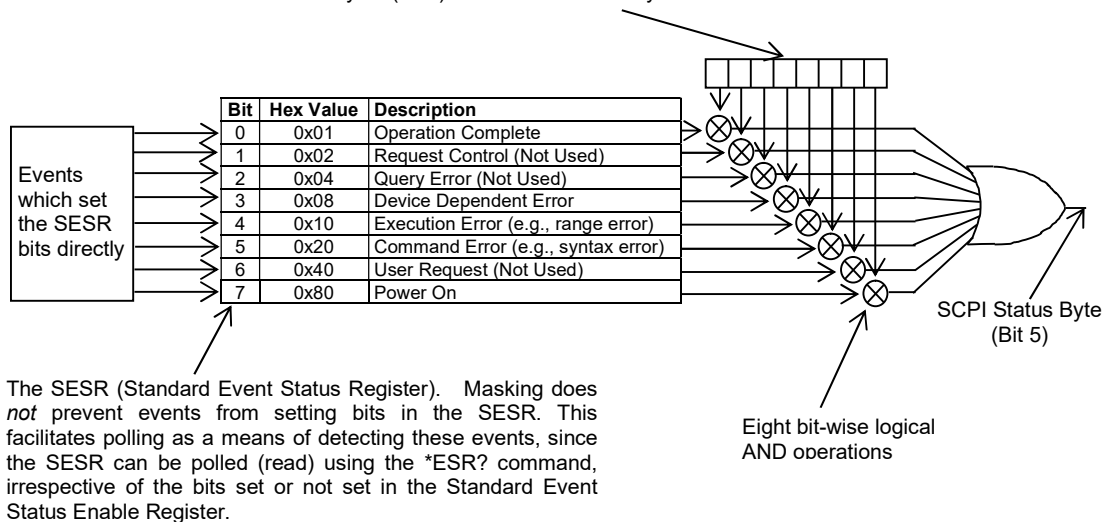 Bit Hex Value Description
0 0x01 Operation Complete
1 0x02 Request Control (Not Used)
2 0x04 Query Error (Not Used)
3 0x08 Device Dependent Error
4 0x10 Execution Error (e.g., range error)
5 0x20 Command Error (e.g., syntax error)
6 0x40 User Request (Not Used)
7 0x80 Power On
Events
which set
the SESR
bits directly
SCPI Status Byte
(Bit 5)
The SESR (Standard Event Status Register). Masking does
not prevent events from setting bits in the SESR. This
facilitates polling as a means of detecting these events, since
the SESR can be polled (read) using the *ESR? command,
irrespective of the bits set or not set in the Standard Event
Status Enable Register.
Eight bit-wise logical
AND operations